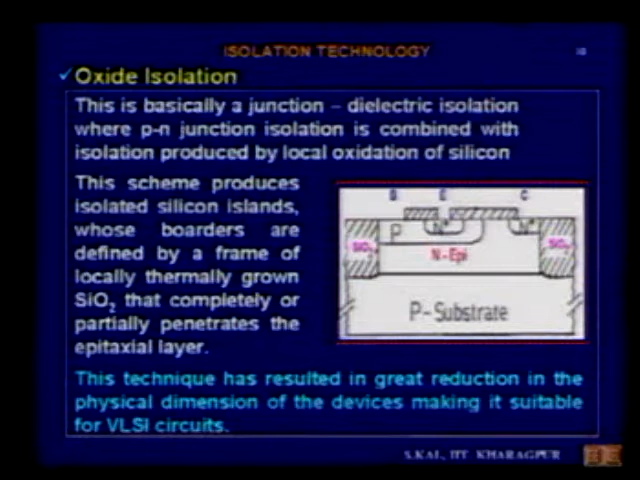 ISOLATION TECHNOLOGY
✓Oxide Isolation
This is basically a junction – dielectric isolation
where p-n junction isolation is combined with
isolation produced by local oxidation of silicon
This scheme produces
isolated silicon islands,
whose boarders are
defined by a frame of
locally thermally grown
SiO₂ that completely or
partially penetrates the
epitaxial layer.
B E C
P N⁺ N⁺
SiO₂ SiO₂
N-Epi
P-Substrate
This technique has resulted in great reduction in the
physical dimension of the devices making it suitable
for VLSI circuits.
S.KAL, IIT KHARAGPUR